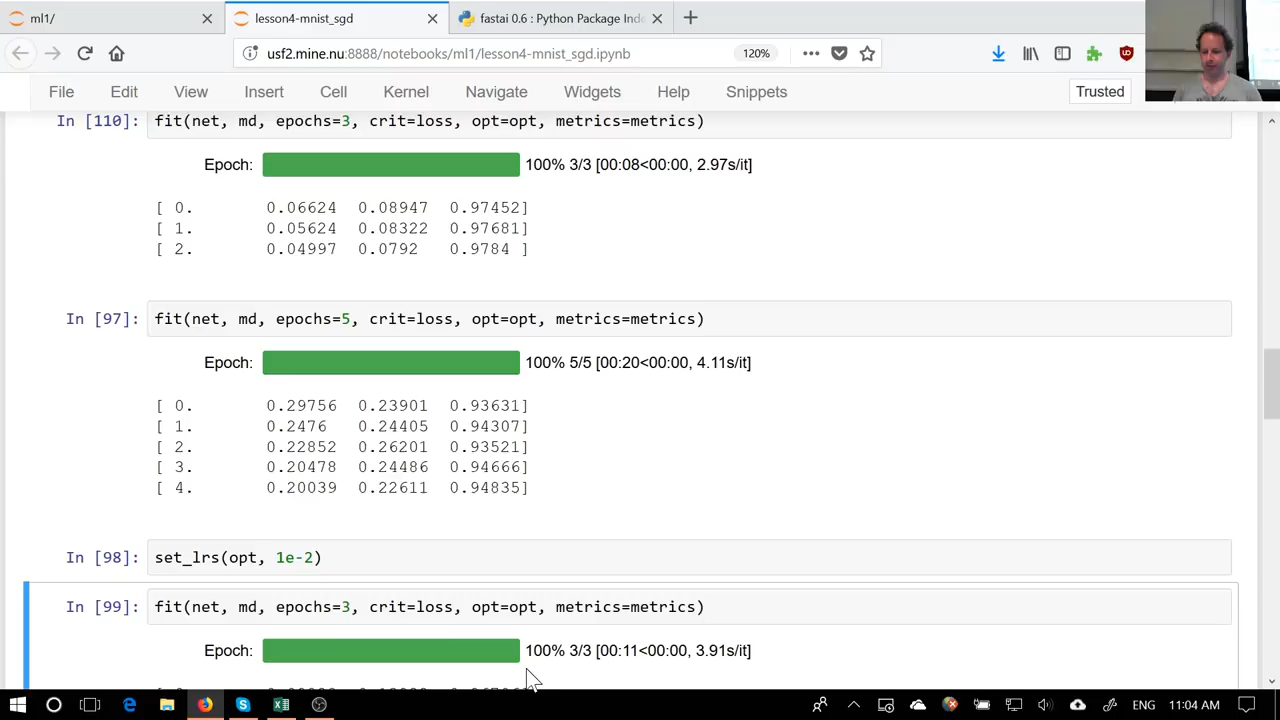 ml1/
lesson4-mnist_sgd
fastai 0.6 : Python Package Inde
usf2.mine.nu:8888/notebooks/ml1/lesson4-mnist_sgd.ipynb
120%
File Edit View Insert Cell Kernel Navigate Widgets Help Snippets Trusted
In [110]: fit(net, md, epochs=3, crit=loss, opt=opt, metrics=metrics)
Epoch: 100% 3/3 [00:08<00:00, 2.97s/it]
[ 0. 0.06624 0.08947 0.97452]
[ 1. 0.05624 0.08322 0.97681]
[ 2. 0.04997 0.0792 0.9784 ]
In [97]: fit(net, md, epochs=5, crit=loss, opt=opt, metrics=metrics)
Epoch: 100% 5/5 [00:20<00:00, 4.11s/it]
[ 0. 0.29756 0.23901 0.93631]
[ 1. 0.2476 0.24405 0.94307]
[ 2. 0.22852 0.26201 0.93521]
[ 3. 0.20478 0.24486 0.94666]
[ 4. 0.20039 0.22611 0.94835]
In [98]: set_lrs(opt, 1e-2)
In [99]: fit(net, md, epochs=3, crit=loss, opt=opt, metrics=metrics)
Epoch: 100% 3/3 [00:11<00:00, 3.91s/it]
ENG 11:04 AM